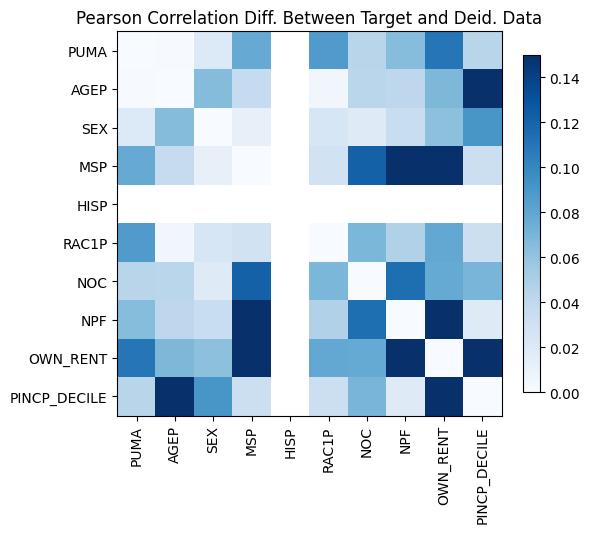 Pearson Correlation Diff. Between Target and Deid. Data
PUMA
AGEP
SEX
MSP
HISP
RAC1P
NOC
NPF
OWN_RENT
PINCP_DECILE
PUMA
AGEP
SEX
MSP
HISP
RAC1P
NOC
NPF
OWN_RENT
PINCP_DECILE
0.14
0.12
0.10
0.08
0.06
0.04
0.02
0.00